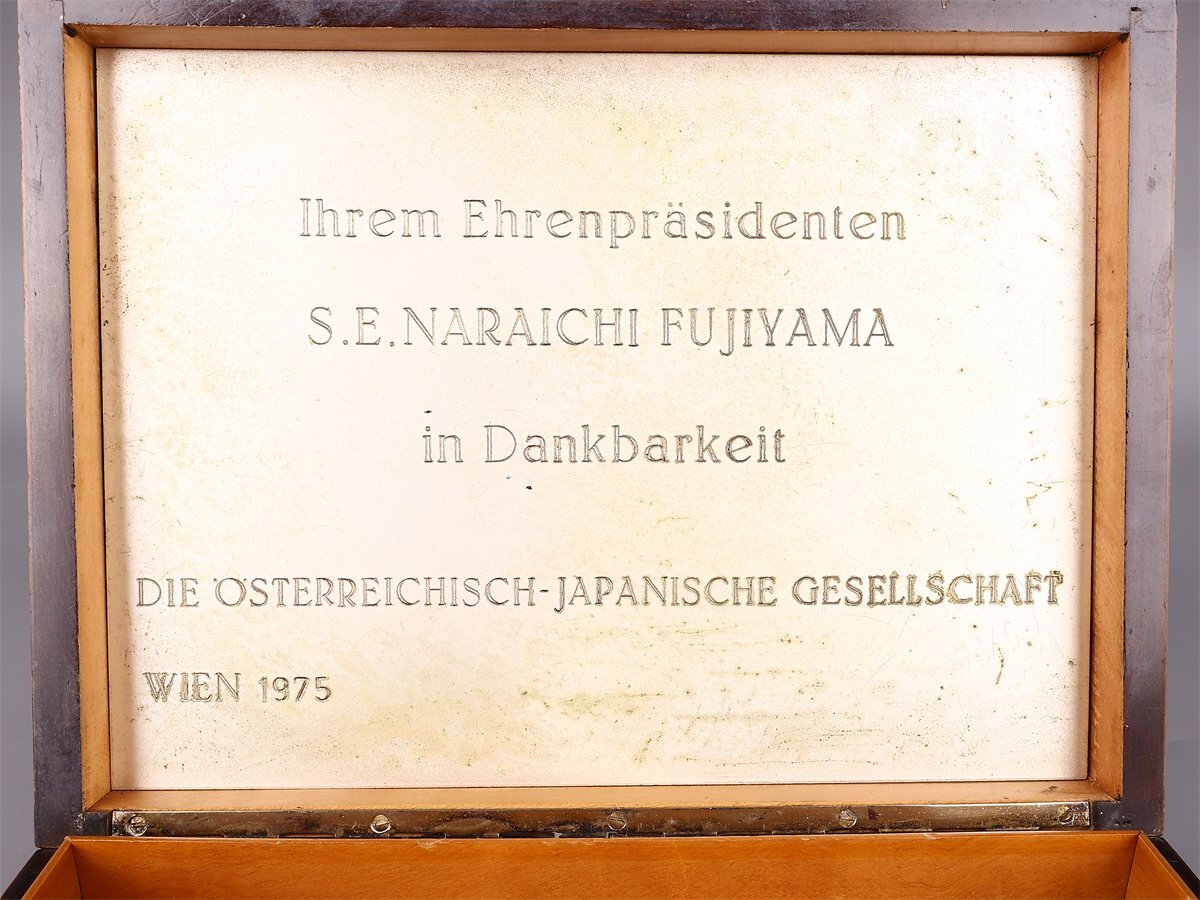 Ihrem Ehrenpräsidenten
S.E. NARAICHI FUJIYAMA
in Dankbarkeit
DIE ÖSTERREICHISCH-JAPANISCHE GESELLSCHAFT
WIEN 1975